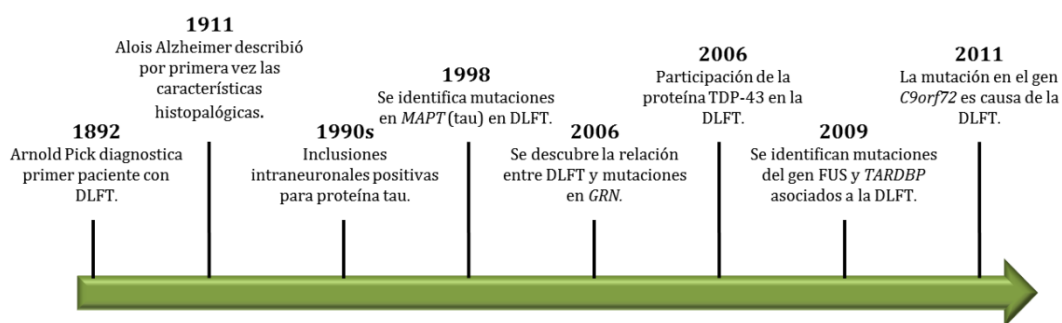 1892
Arnold Pick diagnostica
primer paciente con
DLFT.
1911
Alois Alzheimer describió
por primera vez las
características
histopalógicas.
1990s
Inclusiones
intraneuronales positivas
para proteína tau.
1998
Se identifica mutaciones
en MAPT (tau) en DLFT.
2006
Se descubre la relación
entre DLFT y mutaciones
en GRN.
2006
Participación de la
proteína TDP-43 en la
DLFT.
2009
Se identifican mutaciones
del gen FUS y TARDBP
asociados a la DLFT.
2011
La mutación en el gen
C9orf72 es causa de la
DLFT.